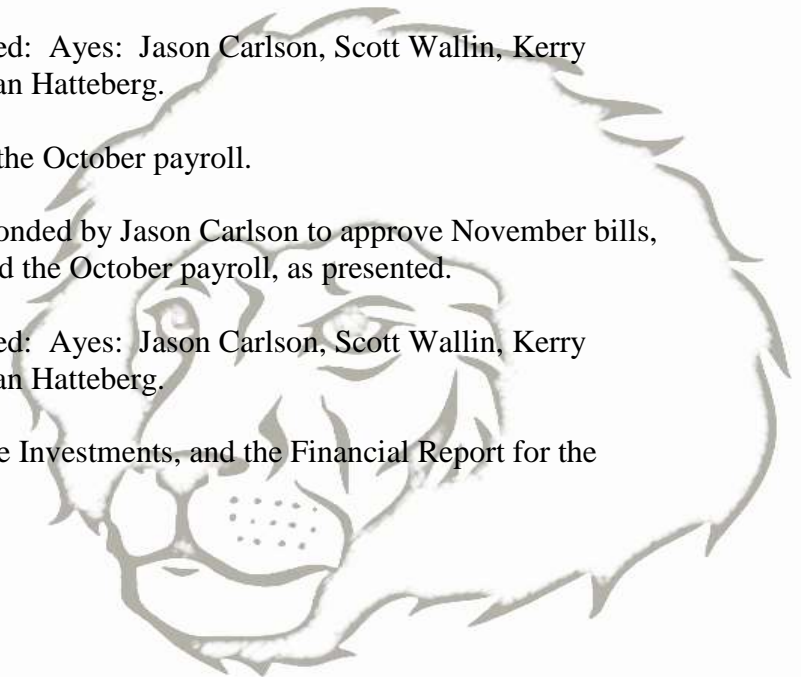 ed: Ayes: Jason Carlson, Scott Wallin, Kerry
an Hatteberg.
the October payroll.
onded by Jason Carlson to approve November bills,
d the October payroll, as presented.
ed: Ayes: Jason Carlson, Scott Wallin, Kerry
an Hatteberg.
e Investments, and the Financial Report for the